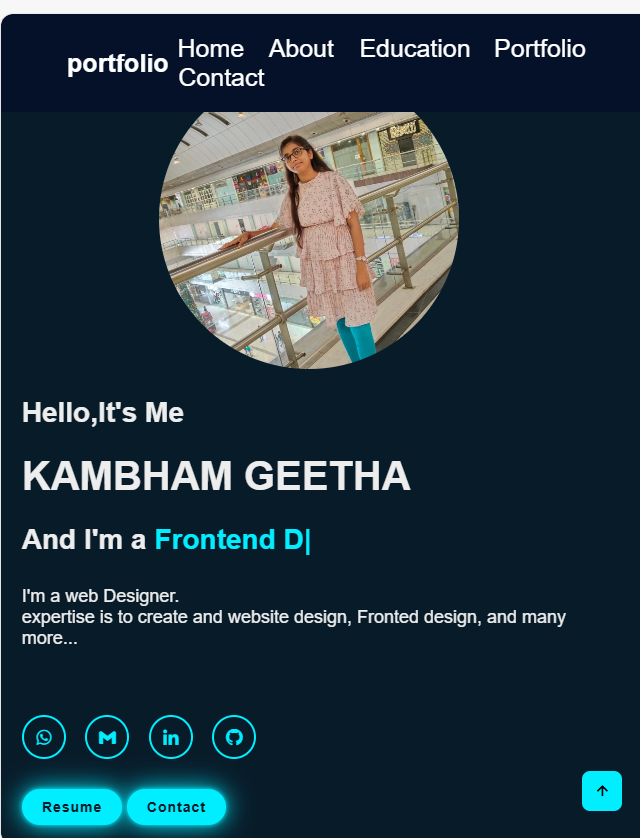 portfolio
Home About Education Portfolio
Contact
Hello,It's Me
KAMBHAM GEETHA
And I'm a Frontend D|
I'm a web Designer.
expertise is to create and website design, Fronted design, and many
more...
Resume Contact